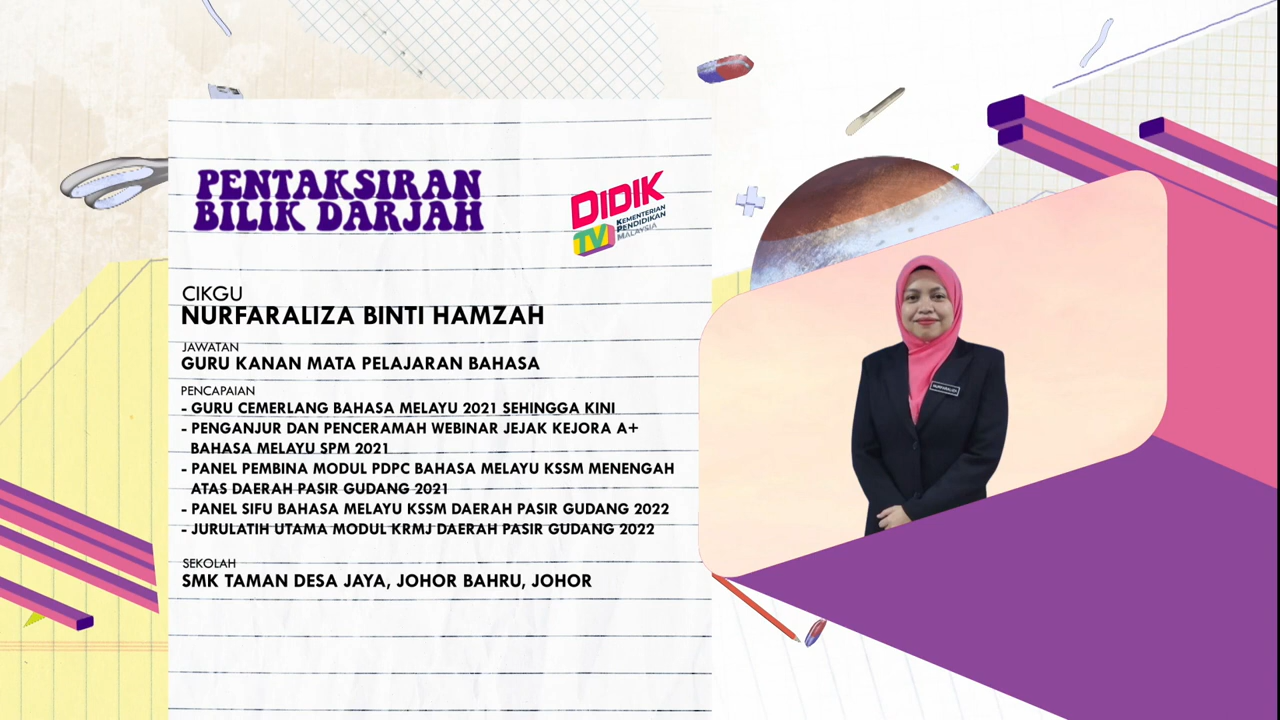 PENTAKSIRAN
BILIK DARJAH
DIDIK
TV
KEMENTERIAN
PENDIDIKAN
MALAYSIA
CIKGU
NURFARALIZA BINTI HAMZAH
JAWATAN
GURU KANAN MATA PELAJARAN BAHASA
PENCAPAIAN
- GURU CEMERLANG BAHASA MELAYU 2021 SEHINGGA KINI
- PENGANJUR DAN PENCERAMAH WEBINAR JEJAK KEJORA A+
BAHASA MELAYU SPM 2021
- PANEL PEMBINA MODUL PDPC BAHASA MELAYU KSSM MENENGAH
ATAS DAERAH PASIR GUDANG 2021
- PANEL SIFU BAHASA MELAYU KSSM DAERAH PASIR GUDANG 2022
- JURULATIH UTAMA MODUL KRMJ DAERAH PASIR GUDANG 2022
SEKOLAH
SMK TAMAN DESA JAYA, JOHOR BAHRU, JOHOR